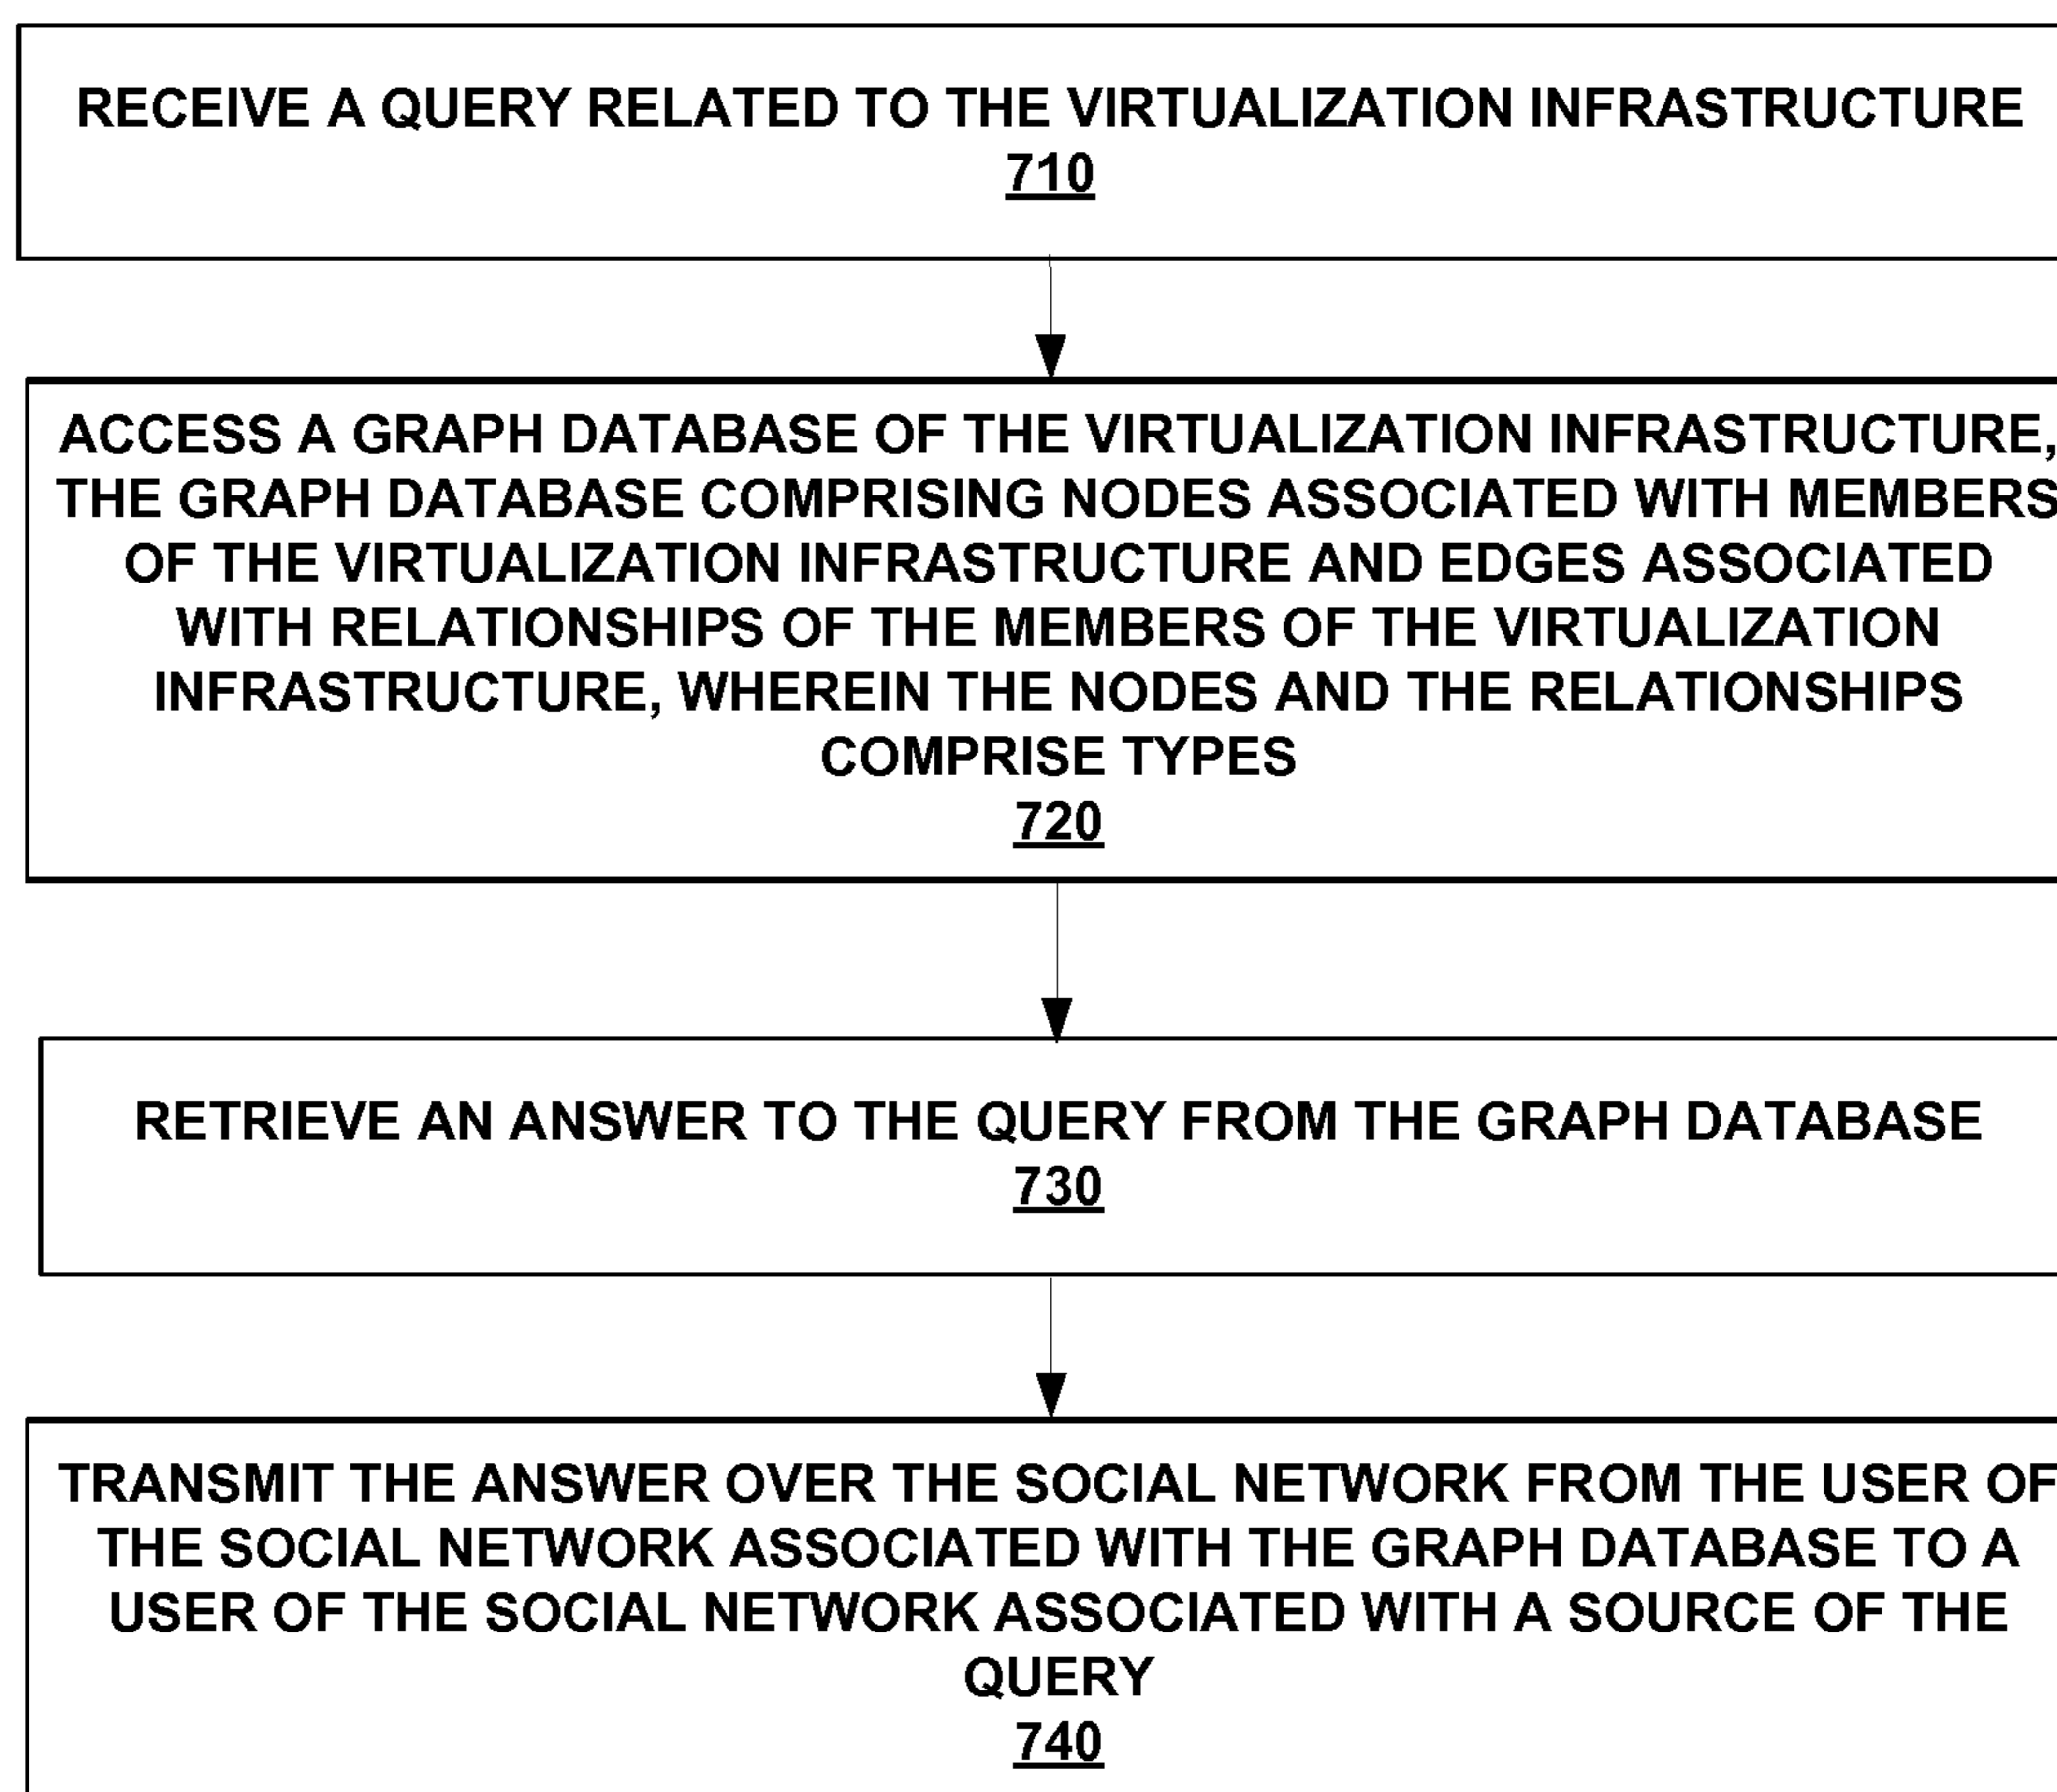 RECEIVE A QUERY RELATED TO THE VIRTUALIZATION INFRASTRUCTURE
710
ACCESS A GRAPH DATABASE OF THE VIRTUALIZATION INFRASTRUCTURE,
THE GRAPH DATABASE COMPRISING NODES ASSOCIATED WITH MEMBERS
OF THE VIRTUALIZATION INFRASTRUCTURE AND EDGES ASSOCIATED
WITH RELATIONSHIPS OF THE MEMBERS OF THE VIRTUALIZATION
INFRASTRUCTURE, WHEREIN THE NODES AND THE RELATIONSHIPS
COMPRISE TYPES
720
RETRIEVE AN ANSWER TO THE QUERY FROM THE GRAPH DATABASE
730
TRANSMIT THE ANSWER OVER THE SOCIAL NETWORK FROM THE USER OF
THE SOCIAL NETWORK ASSOCIATED WITH THE GRAPH DATABASE TO A
USER OF THE SOCIAL NETWORK ASSOCIATED WITH A SOURCE OF THE
QUERY
740